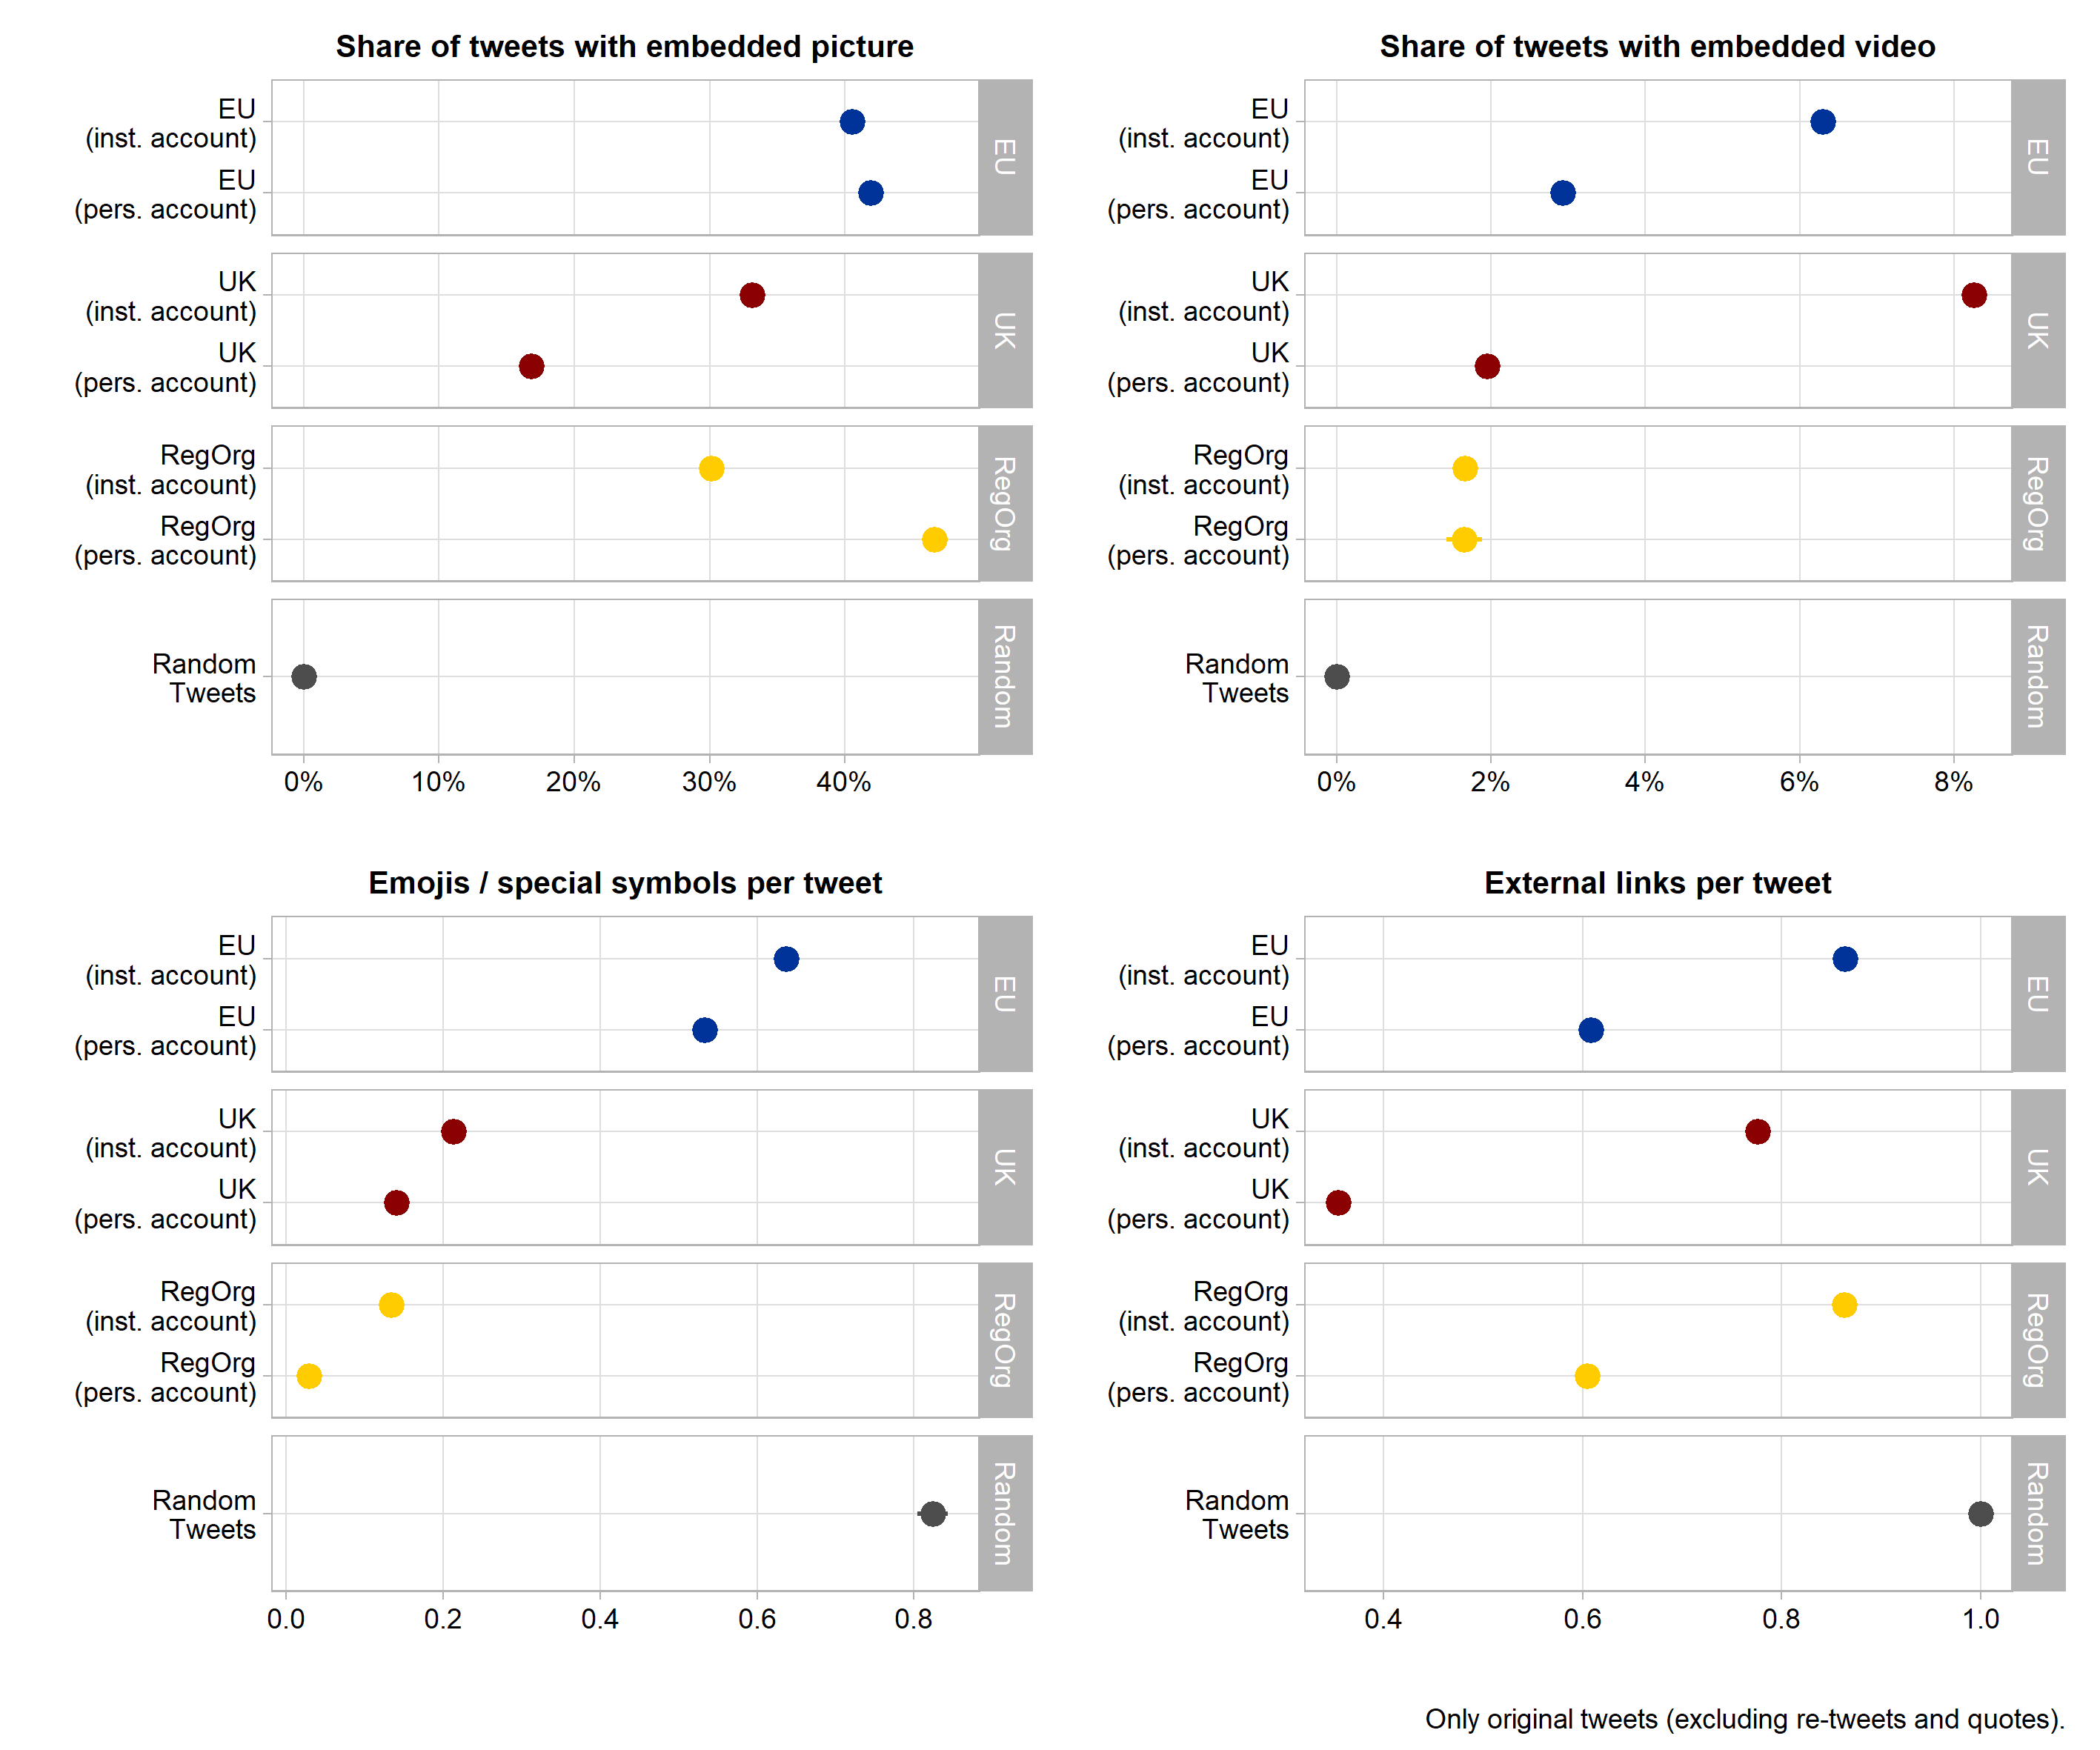 Share of tweets with embedded picture
EU
(inst. account)
EU
(pers. account)
EU
UK
(inst. account)
UK
(pers. account)
UK
RegOrg
(inst. account)
RegOrg
(pers. account)
RegOrg
Random
Tweets
Random
0% 10% 20% 30% 40%
Share of tweets with embedded video
EU
(inst. account)
EU
(pers. account)
EU
UK
(inst. account)
UK
(pers. account)
UK
RegOrg
(inst. account)
RegOrg
(pers. account)
RegOrg
Random
Tweets
Random
0% 2% 4% 6% 8%
Emojis / special symbols per tweet
EU
(inst. account)
EU
(pers. account)
EU
UK
(inst. account)
UK
(pers. account)
UK
RegOrg
(inst. account)
RegOrg
(pers. account)
RegOrg
Random
Tweets
Random
0.0 0.2 0.4 0.6 0.8
External links per tweet
EU
(inst. account)
EU
(pers. account)
EU
UK
(inst. account)
UK
(pers. account)
UK
RegOrg
(inst. account)
RegOrg
(pers. account)
RegOrg
Random
Tweets
Random
0.4 0.6 0.8 1.0
Only original tweets (excluding re-tweets and quotes).